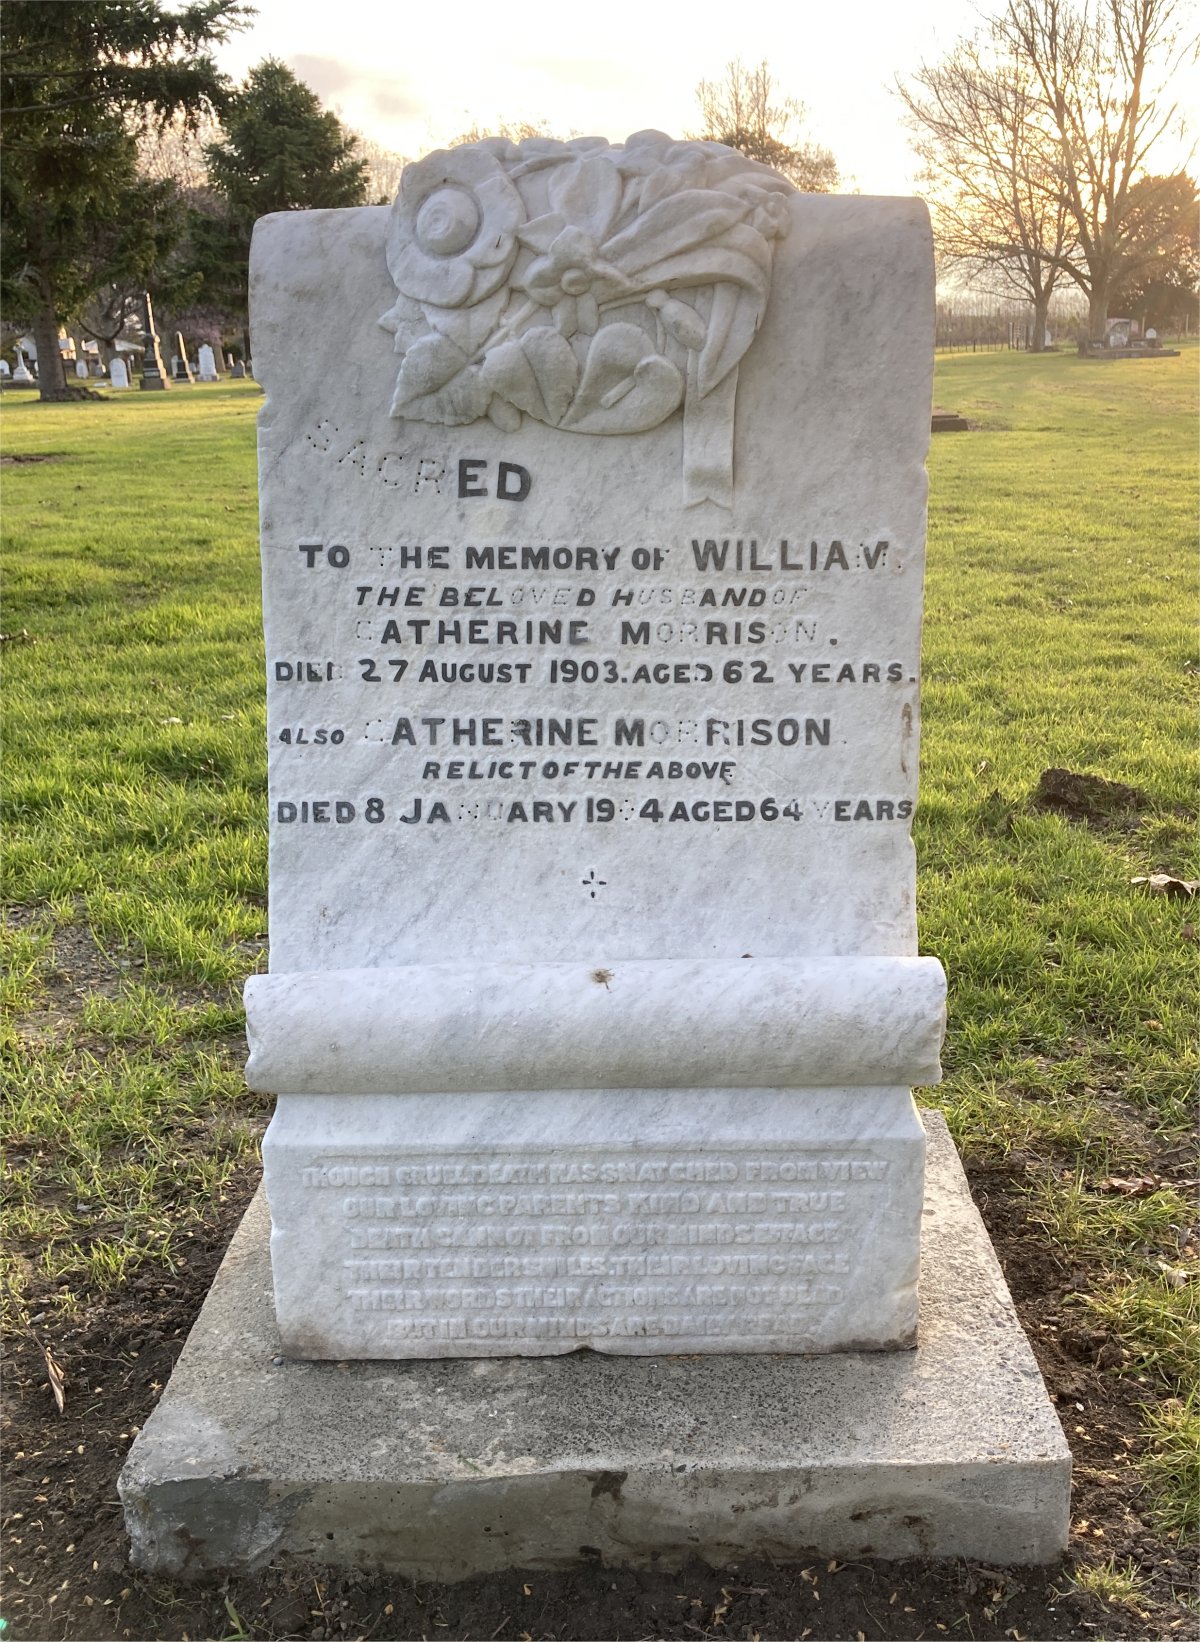 SACRED
TO THE MEMORY OF WILLIAM.
THE BELOVED HUSBAND OF
CATHERINE MORRISON.
DIED 27 AUGUST 1903. AGED 62 YEARS.
ALSO CATHERINE MORRISON.
RELICT OF THE ABOVE
DIED 8 JANUARY 1904 AGED 64 YEARS
THOUGH CRUEL DEATH HAS SNATCHED FROM VIEW
OUR LOVING PARENTS KIND AND TRUE
DEATH CANNOT FROM OUR MINDS
THEIR TENDER SMILES. THEIR LOVING FACE
THEIR WORDS THEIR ACTIONS ARE NOT DEAD
BUT IN OUR MINDS ARE DAILY READ